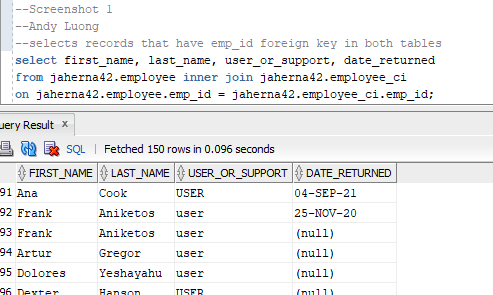 --Screenshot 1
--Andy Luong
--selects records that have emp_id foreign key in both tables
select first_name, last_name, user_or_support, date_returned
from jaherna42.employee inner join jaherna42.employee_ci
on jaherna42.employee.emp_id = jaherna42.employee_ci.emp_id;
Query Result x
SQL | Fetched 150 rows in 0.096 seconds
FIRST_NAME LAST_NAME USER_OR_SUPPORT DATE_RETURNED
91 Ana Cook USER 04-SEP-21
92 Frank Aniketos user 25-NOV-20
93 Frank Aniketos user (null)
94 Artur Gregor user (null)
95 Dolores Yeshayahu user (null)
96 Dexter Hanson USER (null)